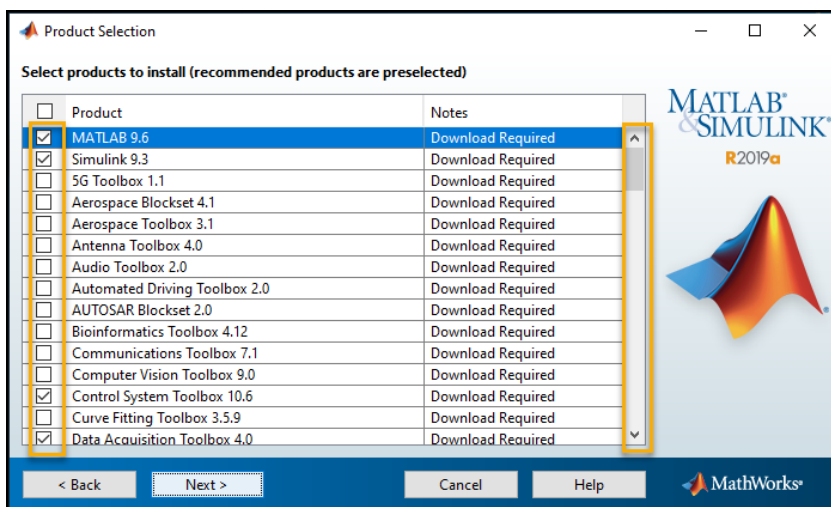 Product Selection
Select products to install (recommended products are preselected)
Product Notes
MATLAB 9.6 Download Required
Simulink 9.3 Download Required
5G Toolbox 1.1 Download Required
Aerospace Blockset 4.1 Download Required
Aerospace Toolbox 3.1 Download Required
Antenna Toolbox 4.0 Download Required
Audio Toolbox 2.0 Download Required
Automated Driving Toolbox 2.0 Download Required
AUTOSAR Blockset 2.0 Download Required
Bioinformatics Toolbox 4.12 Download Required
Communications Toolbox 7.1 Download Required
Computer Vision Toolbox 9.0 Download Required
Control System Toolbox 10.6 Download Required
Curve Fitting Toolbox 3.5.9 Download Required
Data Acquisition Toolbox 4.0 Download Required
MATLAB®
&SIMULINK®
R2019a
< Back Next > Cancel Help MathWorks®